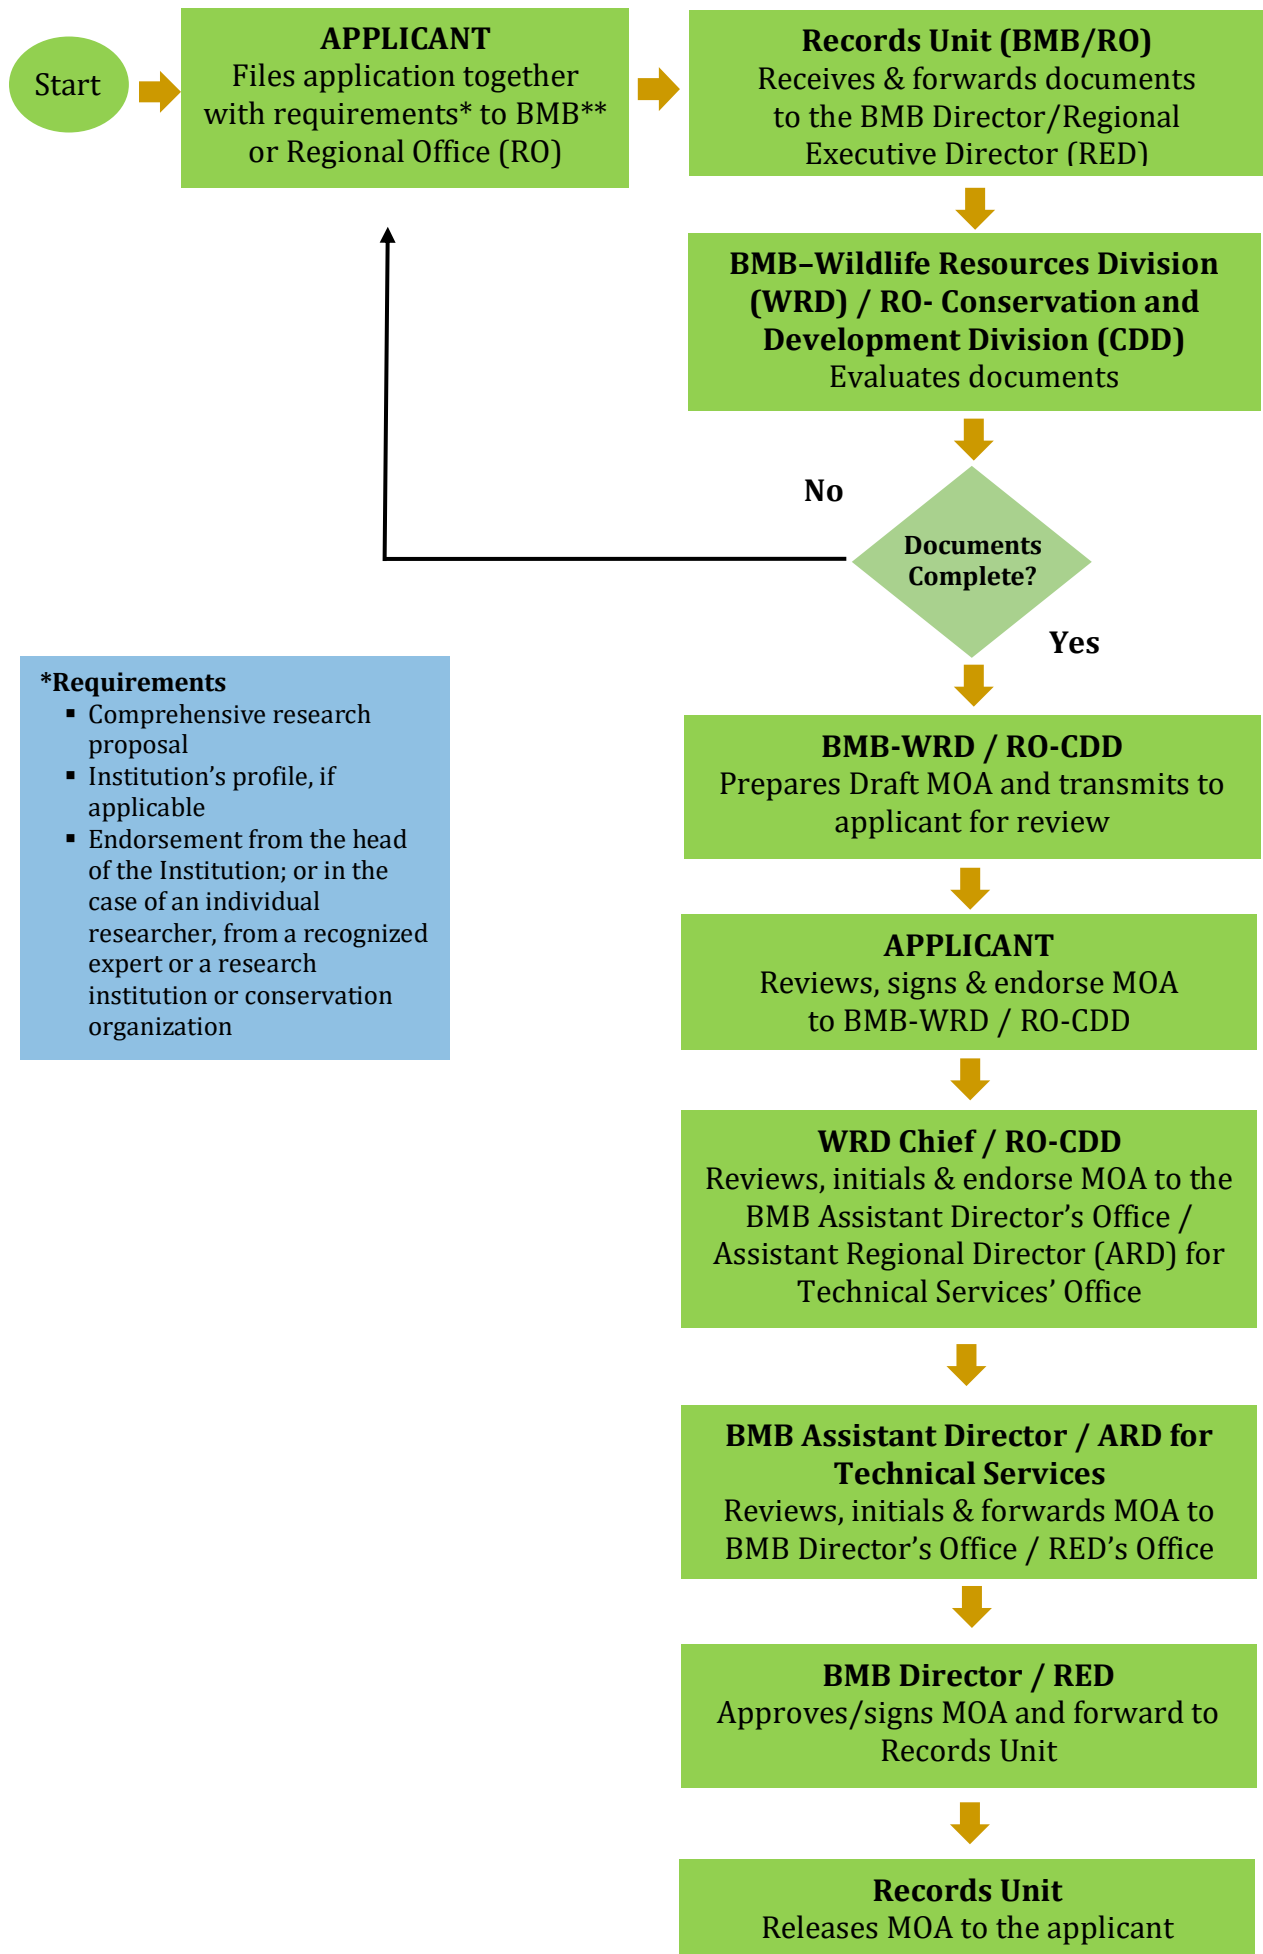 Start
APPLICANT
Files application together
with requirements* to BMB**
or Regional Office (RO)
Records Unit (BMB/RO)
Receives & forwards documents
to the BMB Director/Regional
Executive Director (RED)
BMB–Wildlife Resources Division
(WRD) / RO- Conservation and
Development Division (CDD)
Evaluates documents
No
Documents
Complete?
Yes
*Requirements
▪ Comprehensive research
proposal
▪ Institution’s profile, if
applicable
▪ Endorsement from the head
of the Institution; or in the
case of an individual
researcher, from a recognized
expert or a research
institution or conservation
organization
BMB-WRD / RO-CDD
Prepares Draft MOA and transmits to
applicant for review
APPLICANT
Reviews, signs & endorse MOA
to BMB-WRD / RO-CDD
WRD Chief / RO-CDD
Reviews, initials & endorse MOA to the
BMB Assistant Director’s Office /
Assistant Regional Director (ARD) for
Technical Services’ Office
BMB Assistant Director / ARD for
Technical Services
Reviews, initials & forwards MOA to
BMB Director’s Office / RED’s Office
BMB Director / RED
Approves/signs MOA and forward to
Records Unit
Records Unit
Releases MOA to the applicant